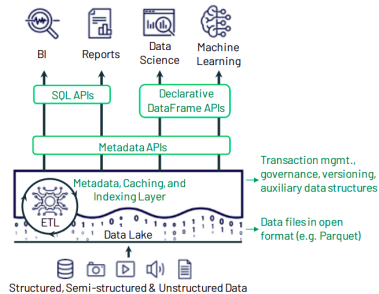 BI
Reports
Data
Science
Machine
Learning
SQL APIs
Declarative
DataFrame APIs
Metadata APIs
Metadata, Caching, and
Indexing Layer
Transaction mgmt.,
governance, versioning,
auxiliary data structures
ETL
Data Lake
Data files in open
format (e.g. Parquet)
Structured, Semi-structured & Unstructured Data